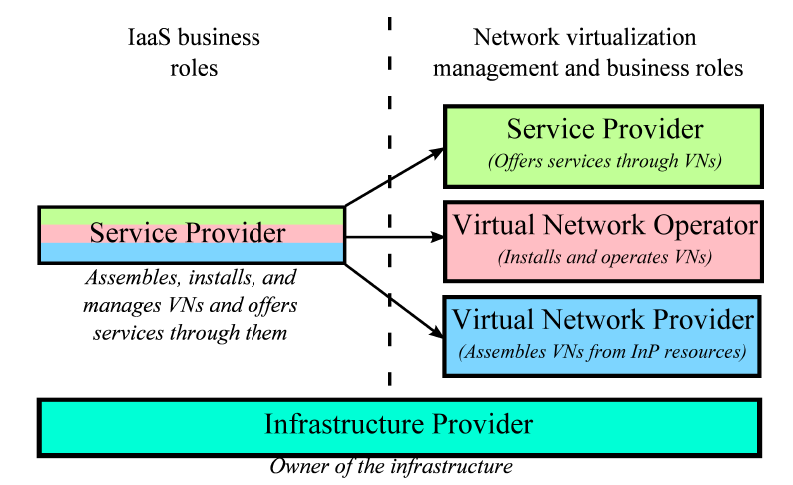 IaaS business
roles
Network virtualization
management and business roles
Service Provider
(Offers services through VNs)
Service Provider
Assembles, installs, and
manages VNs and offers
services through them
Virtual Network Operator
(Installs and operates VNs)
Virtual Network Provider
(Assembles VNs from InP resources)
Infrastructure Provider
Owner of the infrastructure